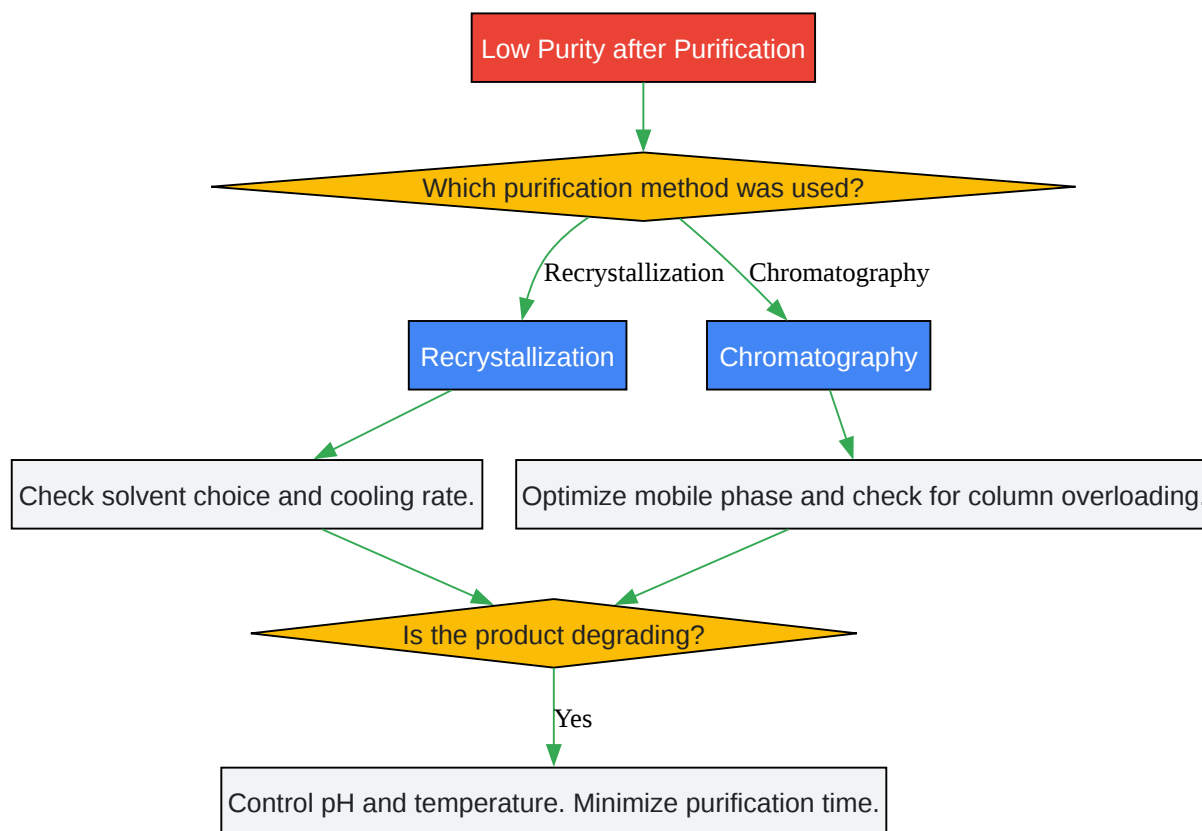 Low Purity after Purification
Which purification method was used?
Recrystallization
Chromatography
Recrystallization
Chromatography
Check solvent choice and cooling rate.
Optimize mobile phase and check for column overloading.
Is the product degrading?
Yes
Control pH and temperature. Minimize purification time.